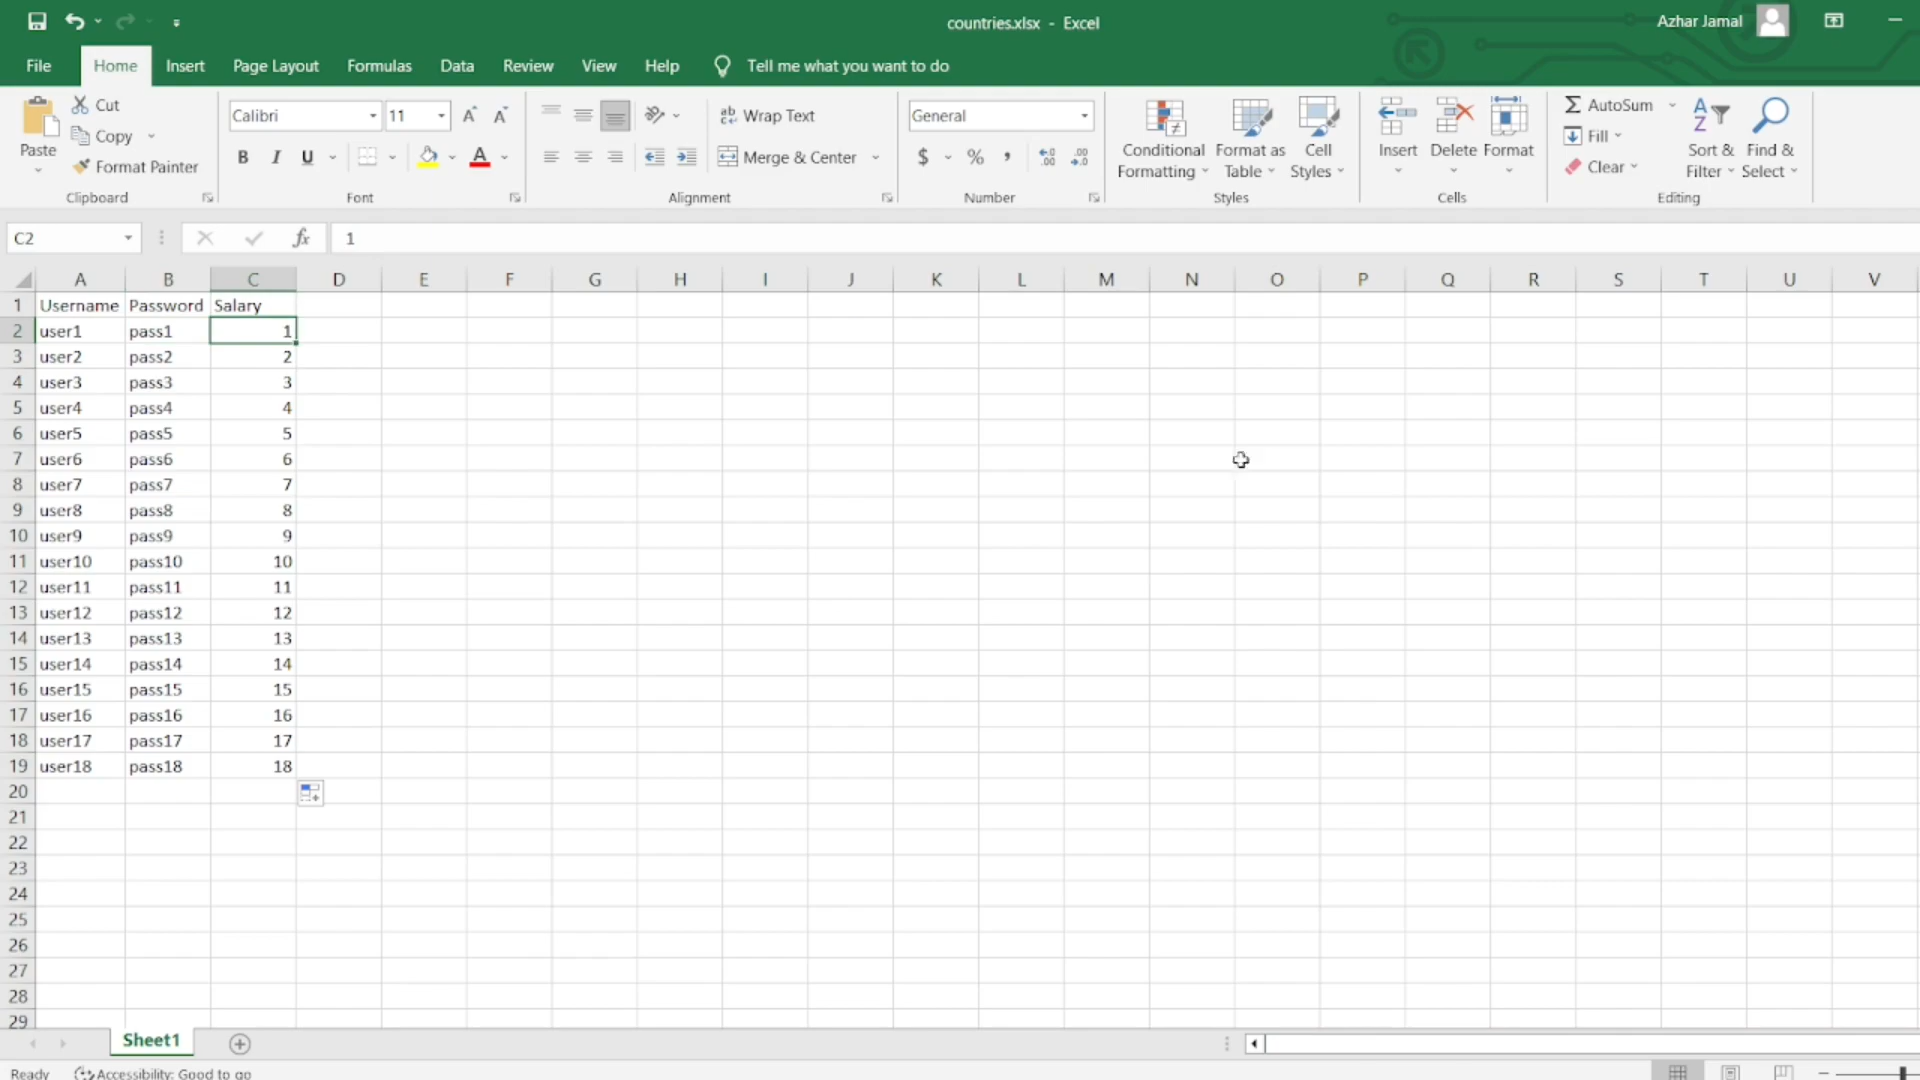 countries.xlsx - Excel
Azhar Jamal
File Home Insert Page Layout Formulas Data Review View Help Tell me what you want to do
Paste
Cut
Copy
Format Painter
Clipboard
Calibri 11
B I U A
Font
Wrap Text
Merge & Center
Alignment
General
$ % ,
Number
Conditional Formatting
Format as Table
Cell Styles
Styles
Insert Delete Format
Cells
AutoSum
Fill
Clear
Sort & Filter
Find & Select
Editing
C2 fx 1
A B C D E F G H I J K L M N O P Q R S T U V
1 Username Password Salary
2 user1 pass1 1
3 user2 pass2 2
4 user3 pass3 3
5 user4 pass4 4
6 user5 pass5 5
7 user6 pass6 6
8 user7 pass7 7
9 user8 pass8 8
10 user9 pass9 9
11 user10 pass10 10
12 user11 pass11 11
13 user12 pass12 12
14 user13 pass13 13
15 user14 pass14 14
16 user15 pass15 15
17 user16 pass16 16
18 user17 pass17 17
19 user18 pass18 18
20
21
22
23
24
25
26
27
28
29
Sheet1
Ready Accessibility: Good to go